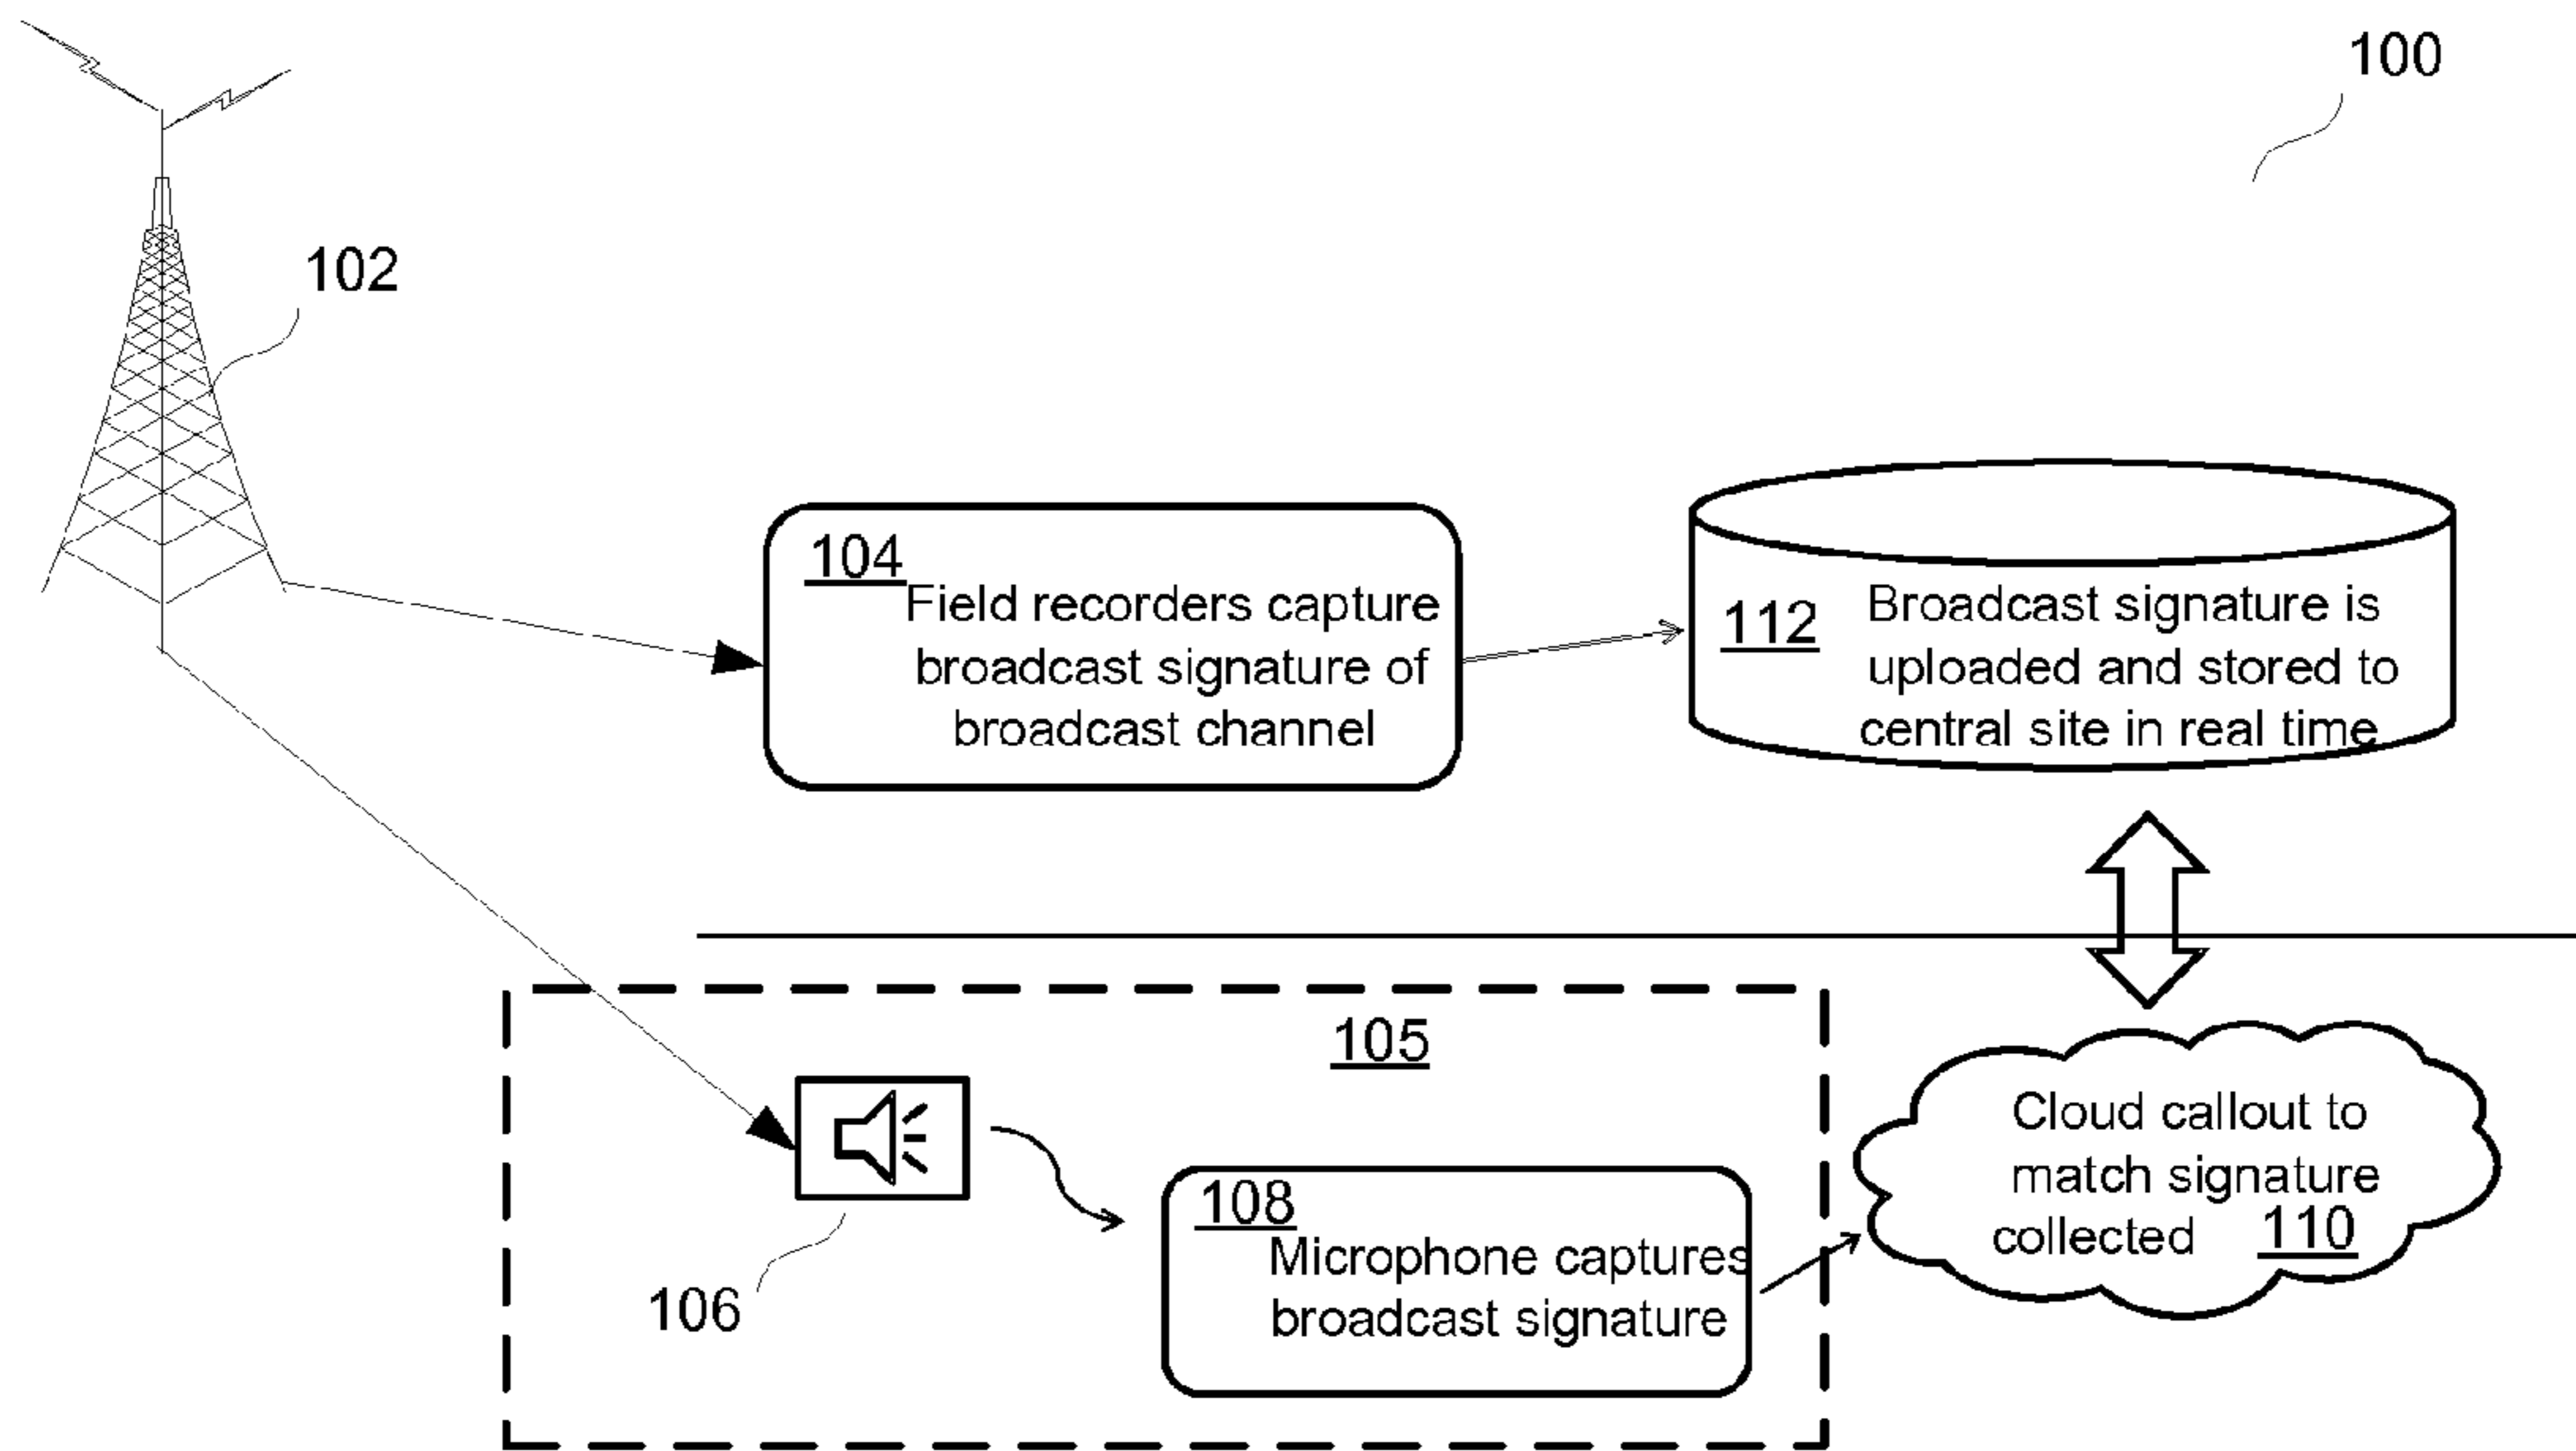 100
102
104
Field recorders capture
broadcast signature of
broadcast channel
112
Broadcast signature is
uploaded and stored to
central site in real time
105
106
108
Microphone captures
broadcast signature
Cloud callout to
match signature
collected 110